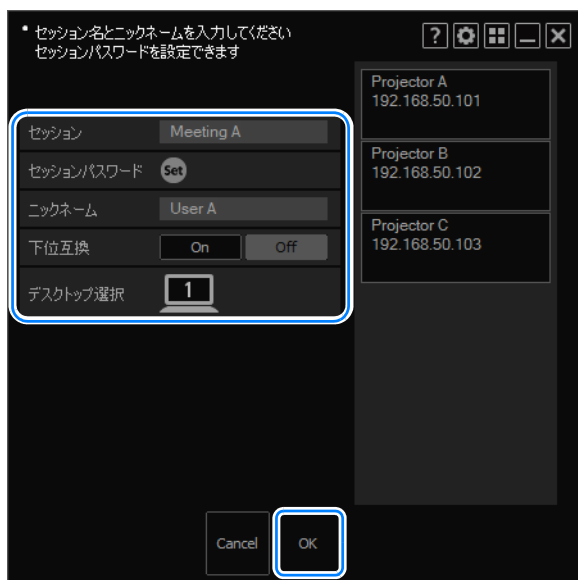 • セッション名とニックネームを入力してください
セッションパスワードを設定できます
?
セッション Meeting A
セッションパスワード Set
ニックネーム User A
下位互換 On Off
デスクトップ選択 1
Projector A
192.168.50.101
Projector B
192.168.50.102
Projector C
192.168.50.103
Cancel OK